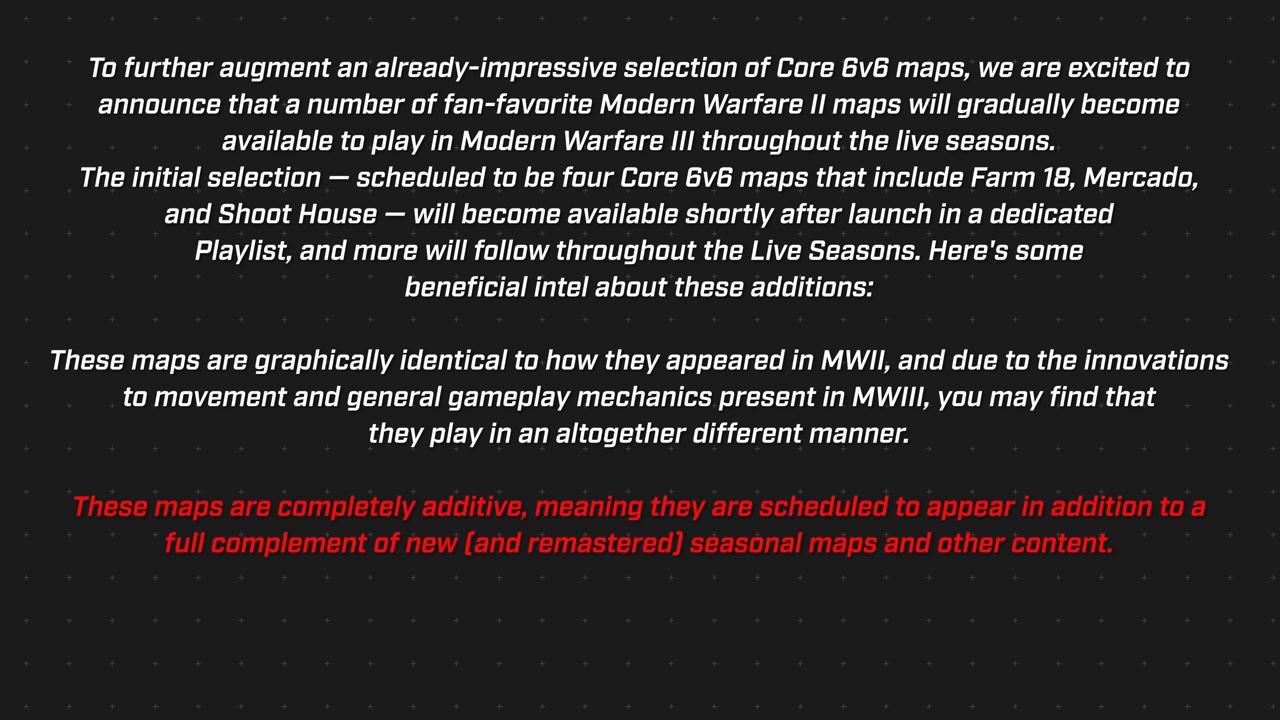 To further augment an already-impressive selection of Core 6v6 maps, we are excited to
announce that a number of fan-favorite Modern Warfare II maps will gradually become
available to play in Modern Warfare III throughout the live seasons.
The initial selection — scheduled to be four Core 6v6 maps that include Farm 18, Mercado,
and Shoot House — will become available shortly after launch in a dedicated
Playlist, and more will follow throughout the Live Seasons. Here's some
beneficial intel about these additions:
These maps are graphically identical to how they appeared in MWII, and due to the innovations
to movement and general gameplay mechanics present in MWIII, you may find that
they play in an altogether different manner.
These maps are completely additive, meaning they are scheduled to appear in addition to a
full complement of new (and remastered) seasonal maps and other content.